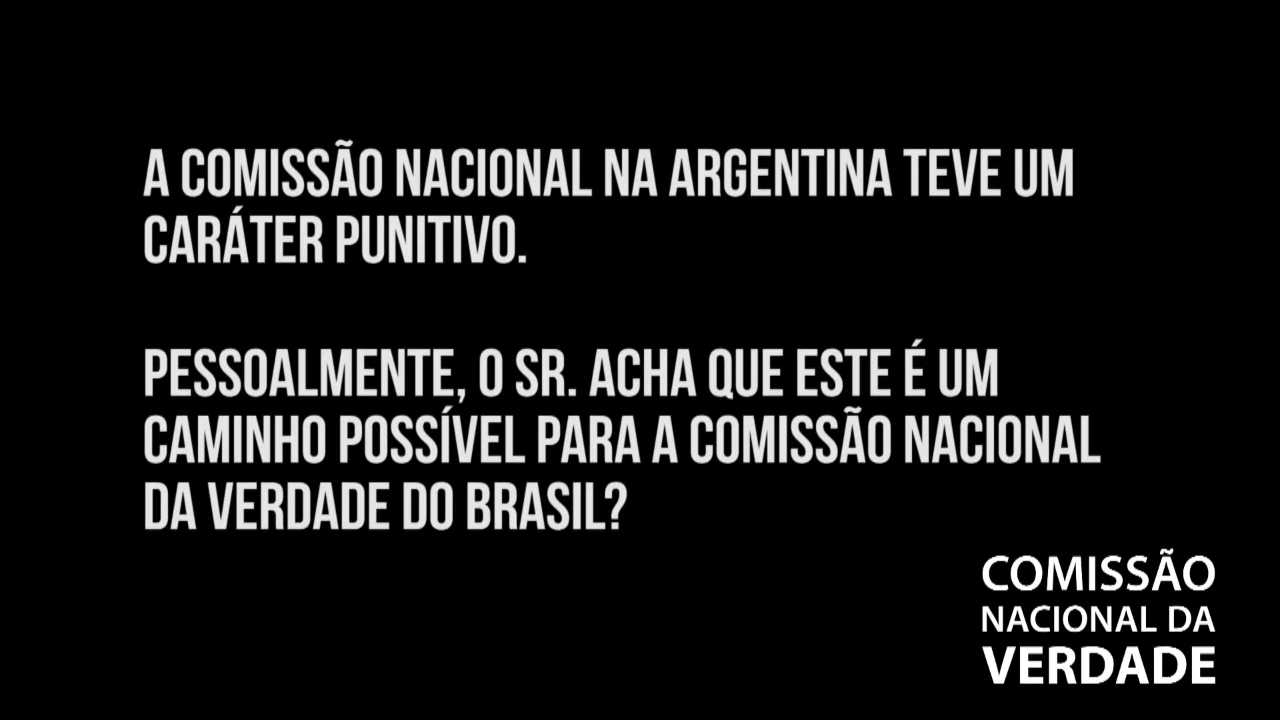 A COMISSÃO NACIONAL NA ARGENTINA TEVE UM
CARÁTER PUNITIVO.
PESSOALMENTE, O SR. ACHA QUE ESTE É UM
CAMINHO POSSÍVEL PARA A COMISSÃO NACIONAL
DA VERDADE DO BRASIL?
COMISSÃO
NACIONAL DA
VERDADE